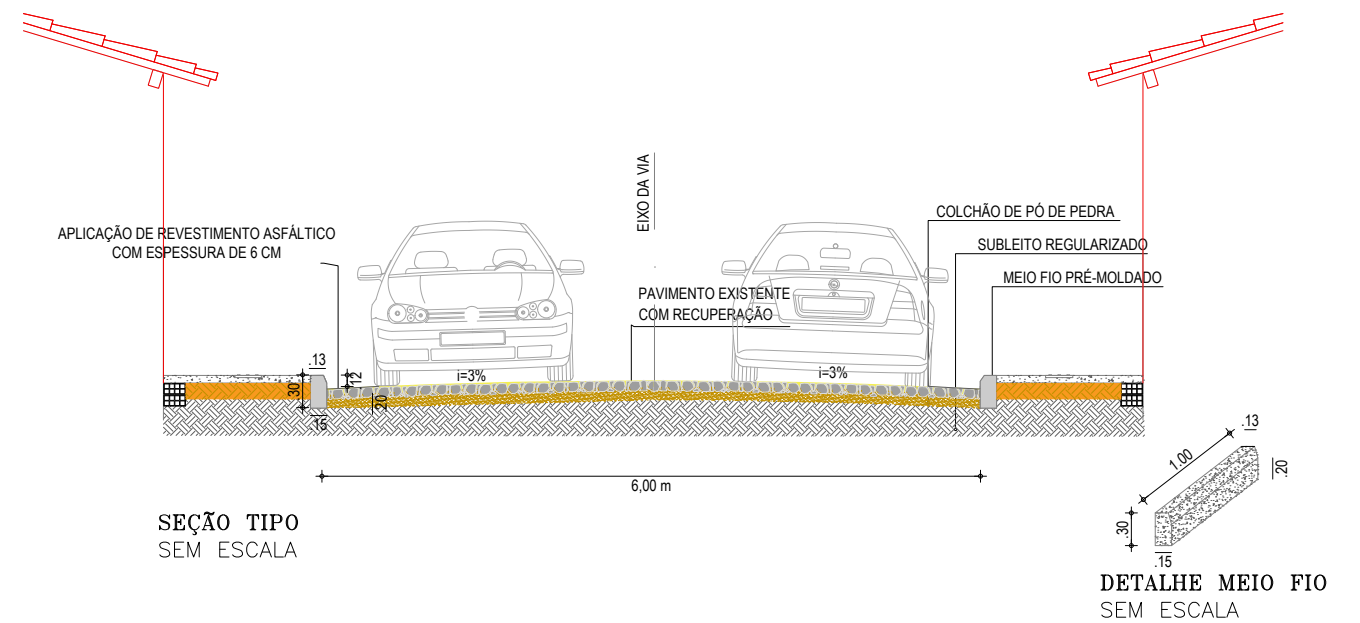 EIXO DA VIA
APLICAÇÃO DE REVESTIMENTO ASFÁLTICO
COM ESPESSURA DE 6 CM
COLCHÃO DE PÓ DE PEDRA
SUBLEITO REGULARIZADO
MEIO FIO PRÉ-MOLDADO
PAVIMENTO EXISTENTE
COM RECUPERAÇÃO
.13
.30
12
.15
.20
i=3%
i=3%
6,00 m
SEÇÃO TIPO
SEM ESCALA
.13
1.00
.20
.30
.15
DETALHE MEIO FIO
SEM ESCALA